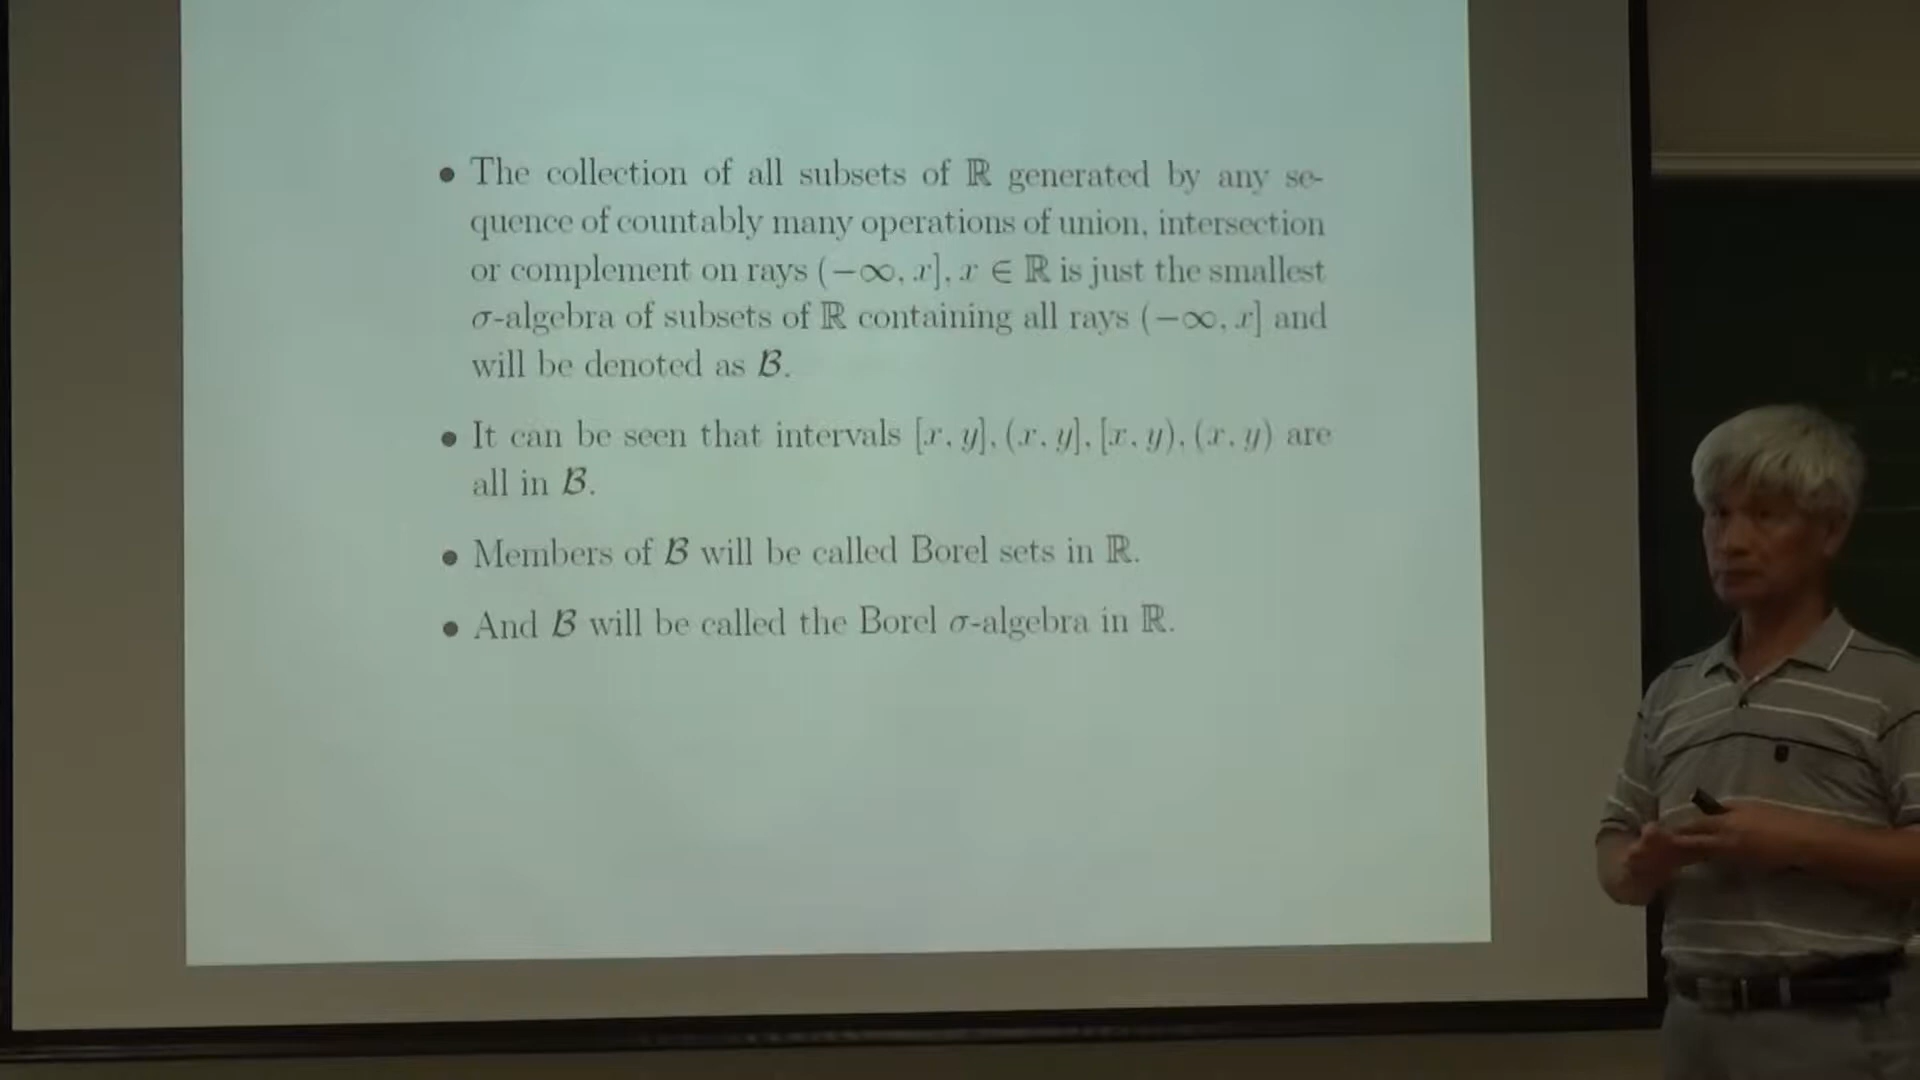 • The collection of all subsets of ℝ generated by any se-
quence of countably many operations of union, intersection
or complement on rays (−∞, x], x ∈ ℝ is just the smallest
σ-algebra of subsets of ℝ containing all rays (−∞, x] and
will be denoted as ℬ.
• It can be seen that intervals [x, y], (x, y], [x, y), (x, y) are
all in ℬ.
• Members of ℬ will be called Borel sets in ℝ.
• And ℬ will be called the Borel σ-algebra in ℝ.